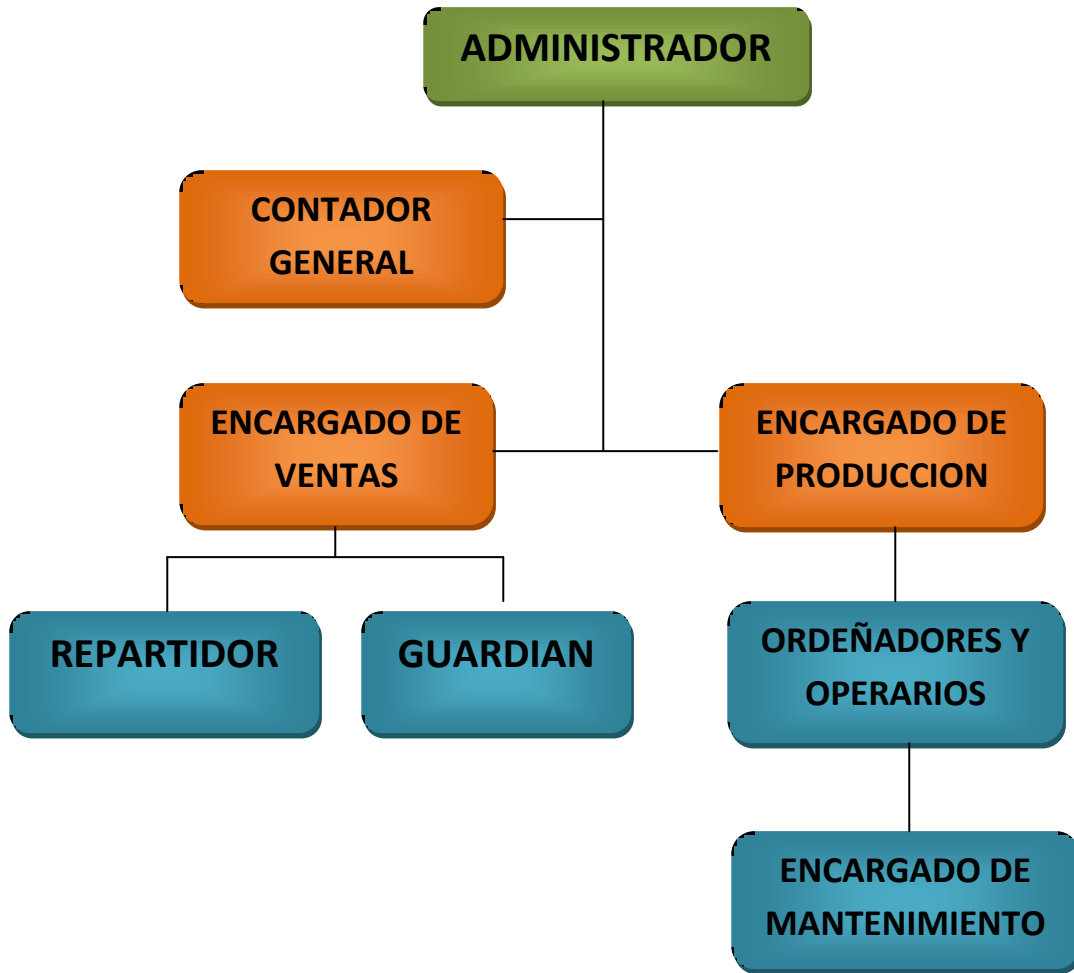 ADMINISTRADOR
CONTADOR
GENERAL
ENCARGADO DE
VENTAS
ENCARGADO DE
PRODUCCION
REPARTIDOR
GUARDIAN
ORDEÑADORES Y
OPERARIOS
ENCARGADO DE
MANTENIMIENTO